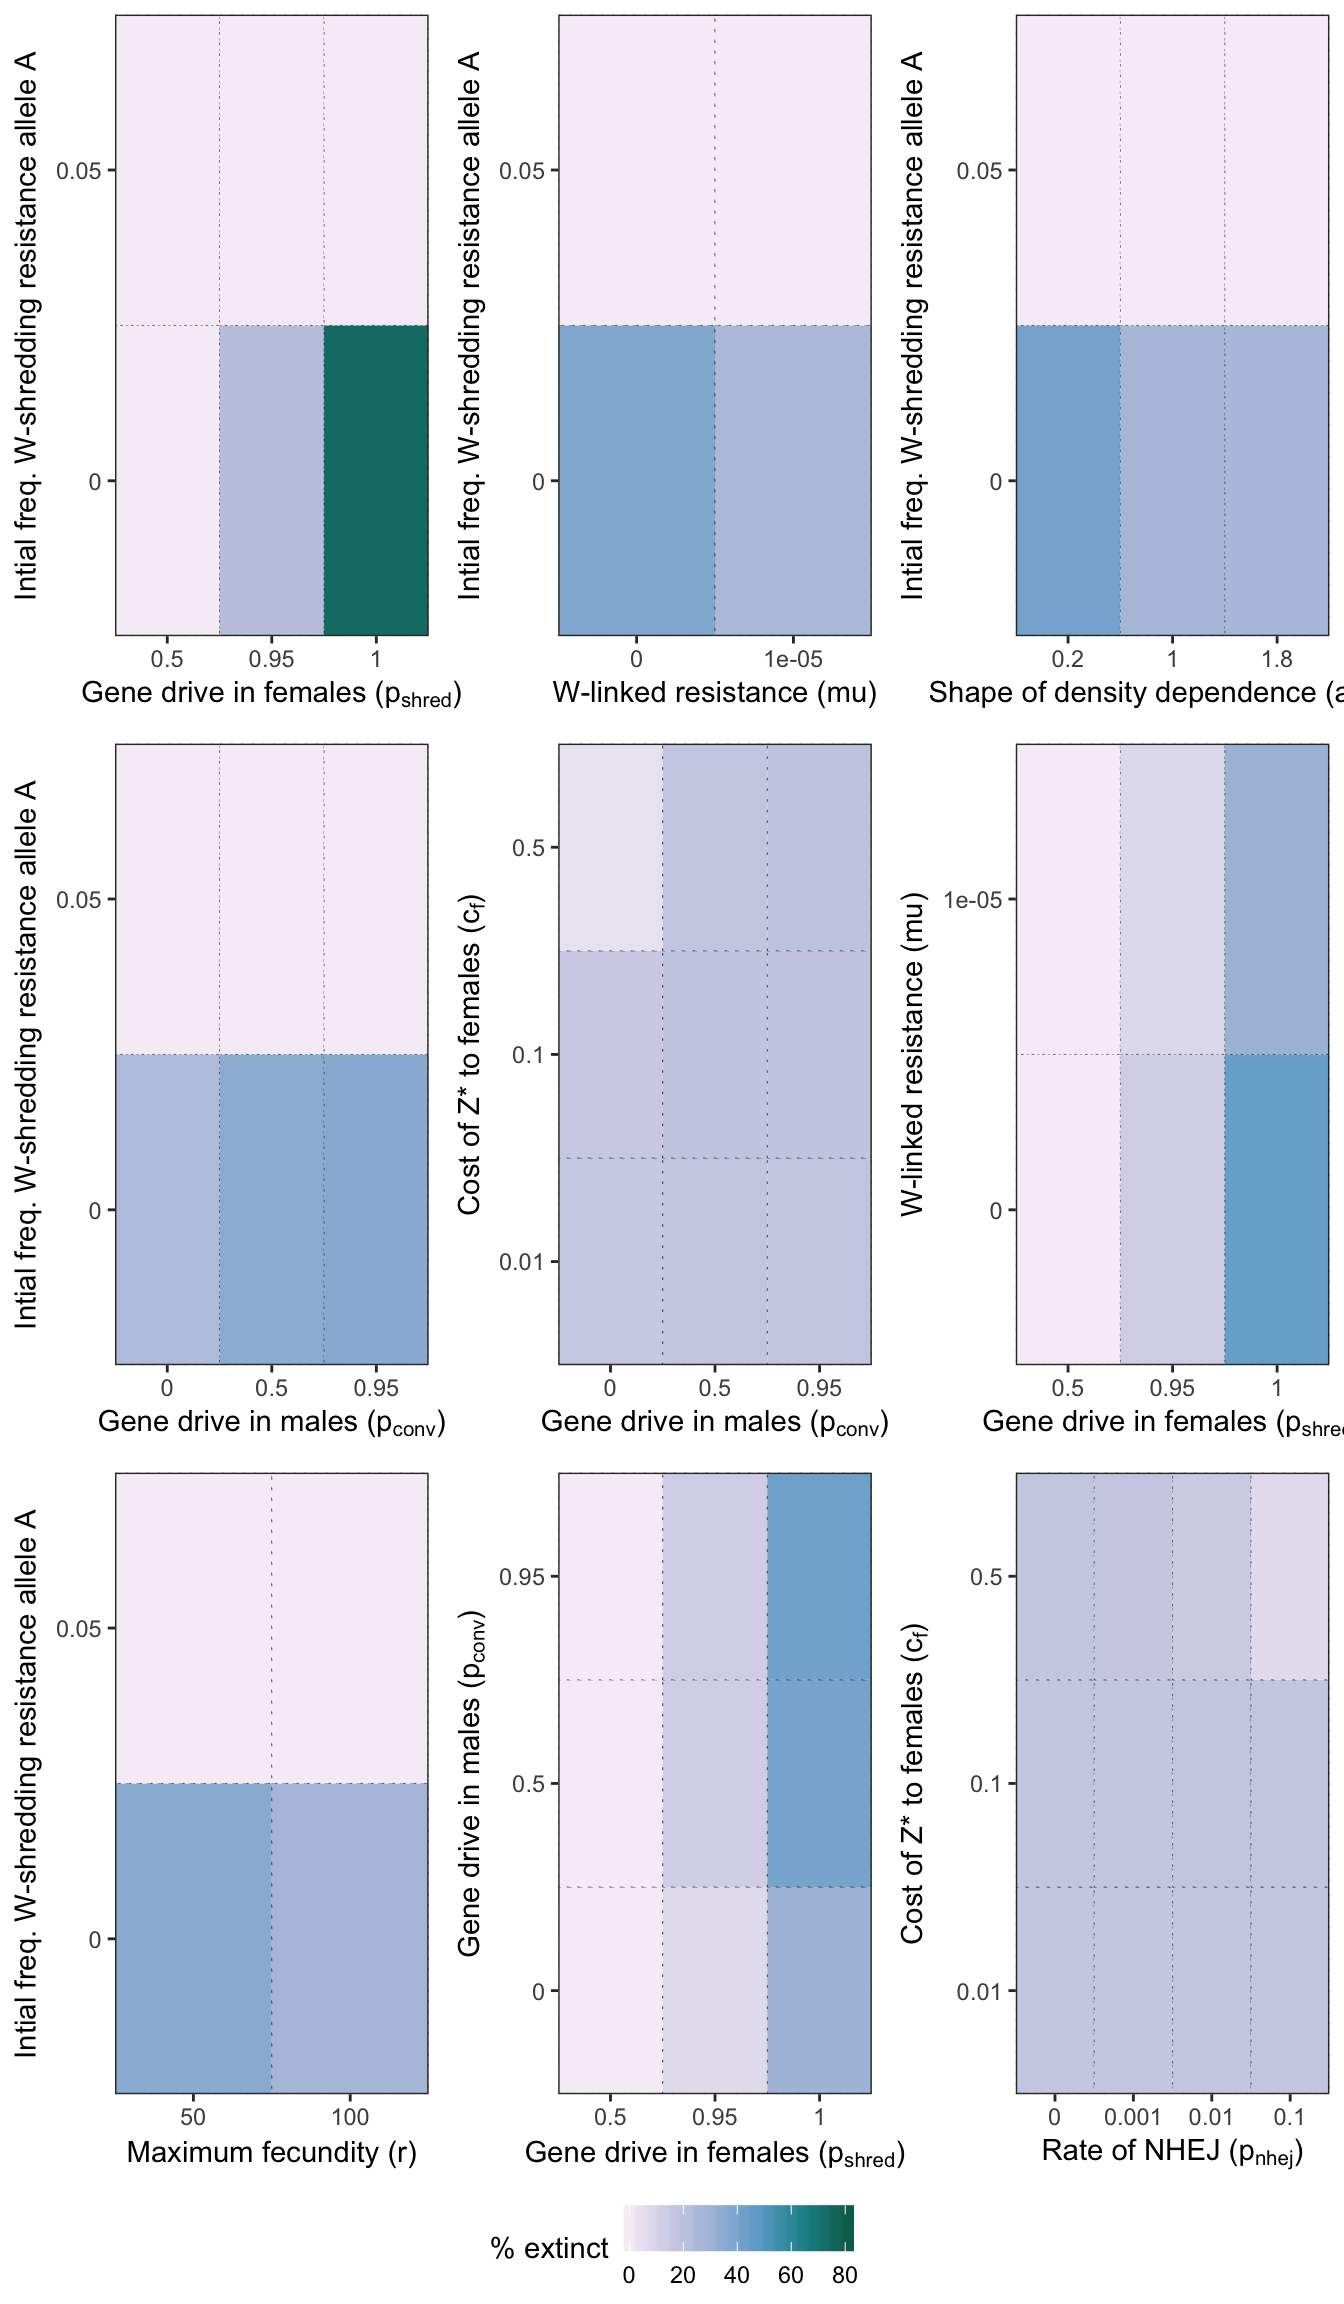 Intial freq. W-shredding resistance allele A
0.05
0
0.5 0.95 1
Gene drive in females (pshred)
Intial freq. W-shredding resistance allele A
0.05
0
0 1e-05
W-linked resistance (mu)
Intial freq. W-shredding resistance allele A
0.05
0
0.2 1 1.8
Shape of density dependence (a
Intial freq. W-shredding resistance allele A
0.05
0
0 0.5 0.95
Gene drive in males (pconv)
Cost of Z* to females (cf)
0.5
0.1
0.01
0 0.5 0.95
Gene drive in males (pconv)
W-linked resistance (mu)
1e-05
0
0.5 0.95 1
Gene drive in females (pshred
Intial freq. W-shredding resistance allele A
0.05
0
50 100
Maximum fecundity (r)
Gene drive in males (pconv)
0.95
0.5
0
0.5 0.95 1
Gene drive in females (pshred)
Cost of Z* to females (cf)
0.5
0.1
0.01
0 0.001 0.01 0.1
Rate of NHEJ (pnhej)
% extinct
0 20 40 60 80